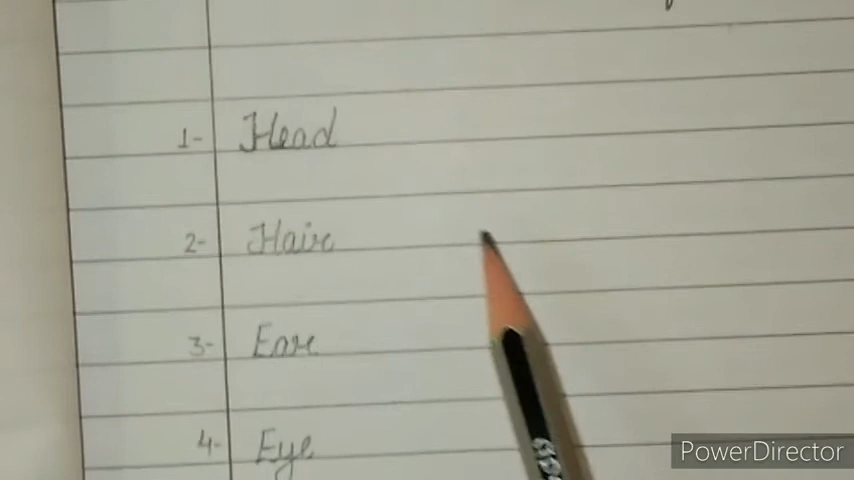 1- Head
2- Hair
3- Ear
4- Eye
PowerDirector